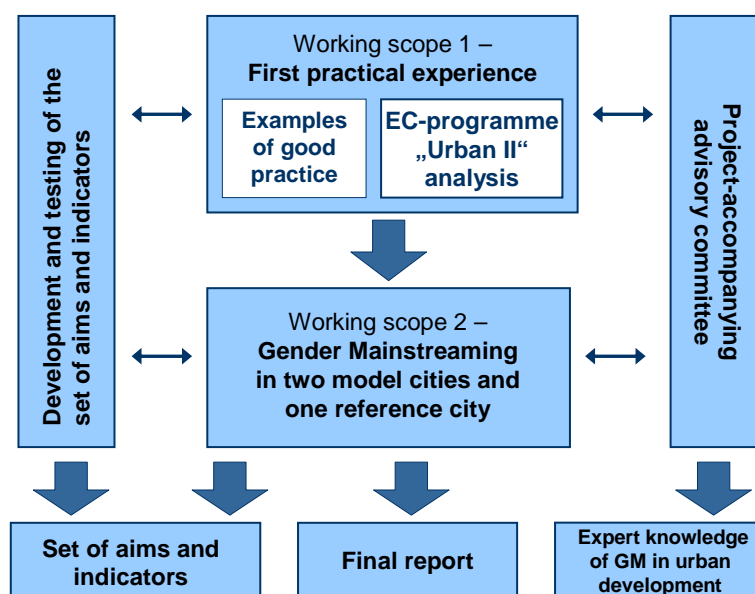 Working scope 1 –
First practical experience
Examples
of good
practice
EC-programme
„Urban II“
analysis
Development and testing of the
set of aims and indicators
Project-accompanying
advisory committee
Working scope 2 –
Gender Mainstreaming
in two model cities and
one reference city
Set of aims and
indicators
Final report
Expert knowledge
of GM in urban
development